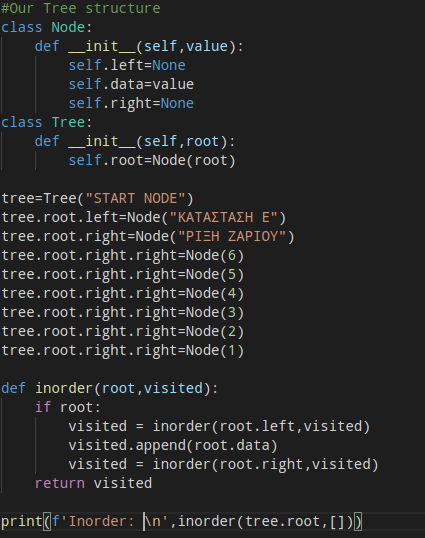 #Our Tree structure
class Node:
    def __init__(self,value):
        self.left=None
        self.data=value
        self.right=None
class Tree:
    def __init__(self,root):
        self.root=Node(root)

tree=Tree("START NODE")
tree.root.left=Node("ΚΑΤΑΣΤΑΣΗ Ε")
tree.root.right=Node("ΡΙΞΗ ΖΑΡΙΟΥ")
tree.root.right.right=Node(6)
tree.root.right.right=Node(5)
tree.root.right.right=Node(4)
tree.root.right.right=Node(3)
tree.root.right.right=Node(2)
tree.root.right.right=Node(1)

def inorder(root,visited):
    if root:
        visited = inorder(root.left,visited)
        visited.append(root.data)
        visited = inorder(root.right,visited)
    return visited

print(f'Inorder: \n',inorder(tree.root,[]))